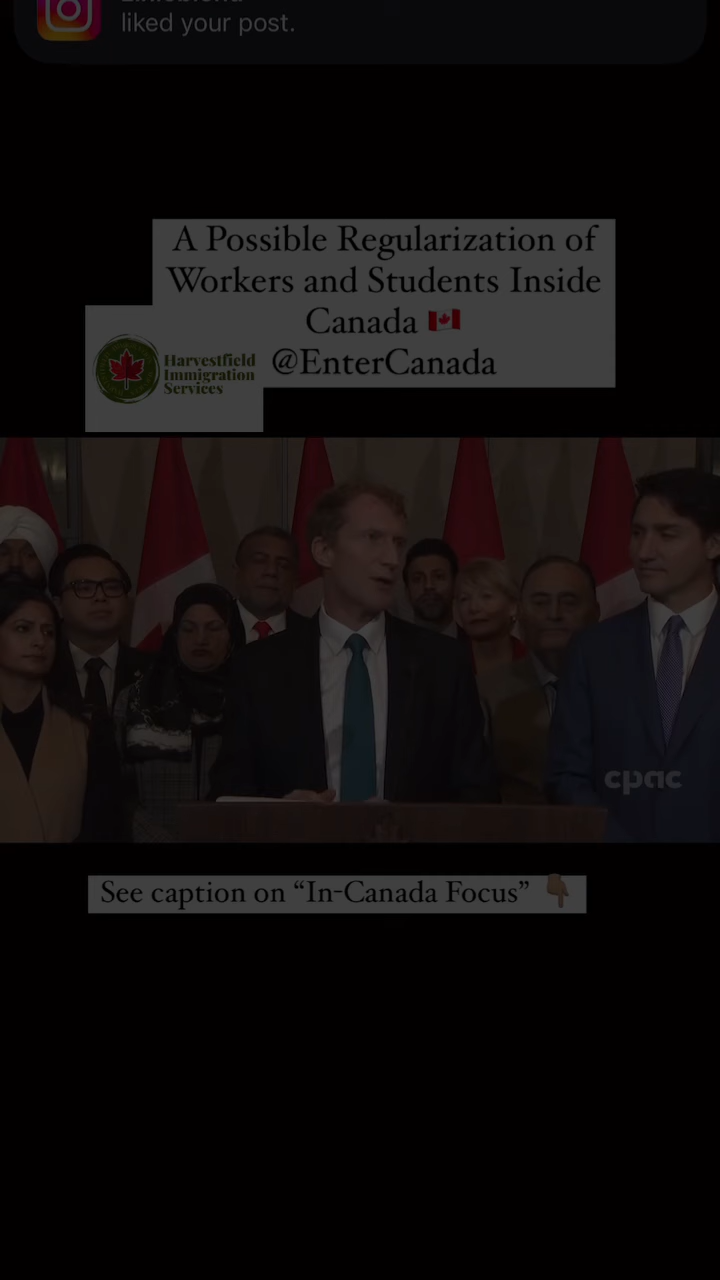 liked your post.
A Possible Regularization of
Workers and Students Inside
Canada 🇨🇦
@EnterCanada
Harvestfield
Immigration
Services
cpac
See caption on “In-Canada Focus” 👇🏽